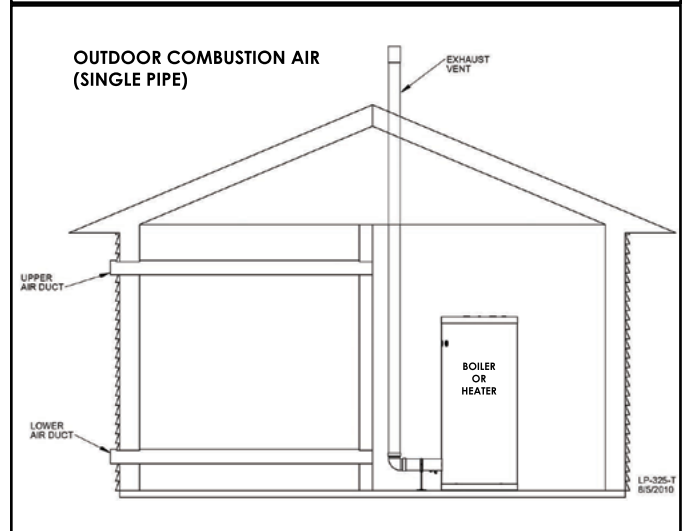 OUTDOOR COMBUSTION AIR
(SINGLE PIPE)
EXHAUST
VENT
UPPER
AIR DUCT
BOILER
OR
HEATER
LOWER
AIR DUCT
LP-325-T
8/5/2010